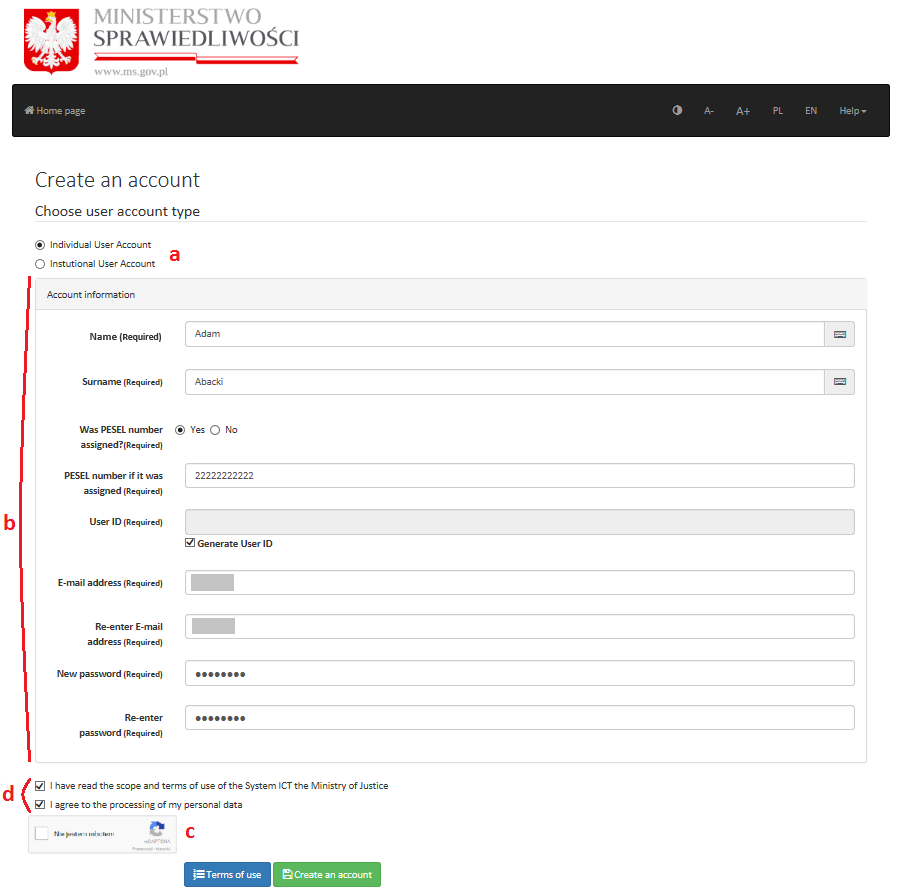 MINISTERSTWO
SPRAWIEDLIWOŚCI
www.ms.gov.pl
Home page
A-
A+
PL
EN
Help
Create an account
Choose user account type
Individual User Account
a
Instutional User Account
Account information
Name (Required)
Adam
Surname (Required)
Abacki
Was PESEL number
assigned?(Required)
Yes
No
PESEL number if it was
assigned (Required)
22222222222
b
User ID (Required)
Generate User ID
E-mail address (Required)
Re-enter E-mail
address (Required)
New password (Required)
●●●●●●●●
Re-enter
password (Required)
●●●●●●●●
d
I have read the scope and terms of use of the System ICT the Ministry of Justice
I agree to the processing of my personal data
Nie jestem robotem
reCAPTCHA
c
Terms of use
Create an account